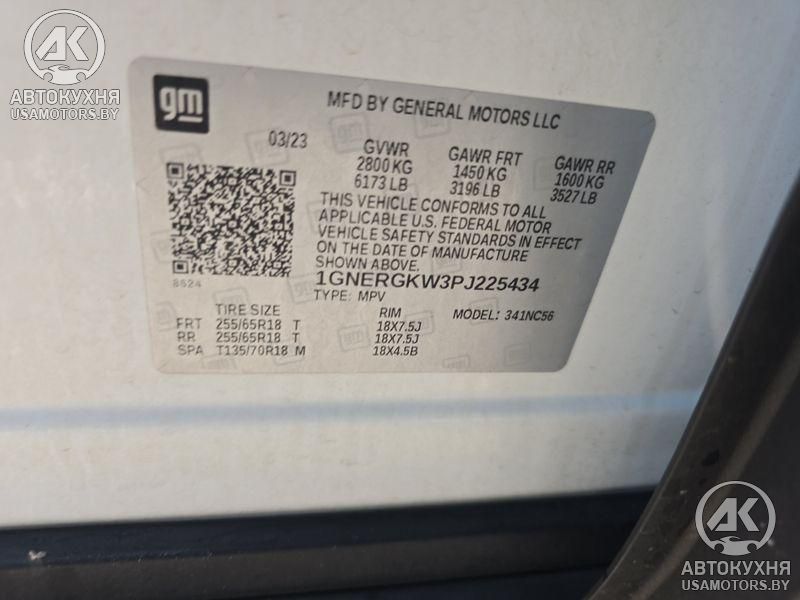 АК
АВТОКУХНЯ
USAMOTORS.BY
gm
MFD BY GENERAL MOTORS LLC
03/23 GVWR GAWR FRT GAWR RR
2800 KG 1450 KG 1600 KG
6173 LB 3196 LB 3527 LB
THIS VEHICLE CONFORMS TO ALL
APPLICABLE U.S. FEDERAL MOTOR
VEHICLE SAFETY STANDARDS IN EFFECT
ON THE DATE OF MANUFACTURE
SHOWN ABOVE.
8524
1GNERGKW3PJ225434
TYPE: MPV
TIRE SIZE RIM MODEL: 341NC56
FRT 255/65R18 T 18X7.5J
RR 255/65R18 T 18X7.5J
SPA T135/70R18 M 18X4.5B
АК
АВТОКУХНЯ
USAMOTORS.BY